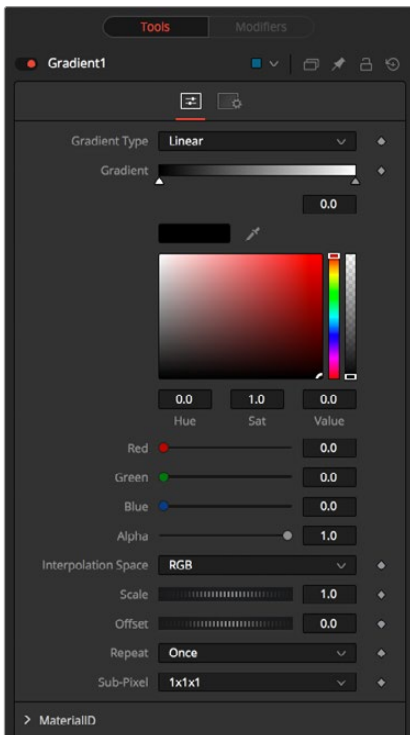 Tools Modifiers
Gradient1
Gradient Type Linear
Gradient
0.0
0.0 1.0 0.0
Hue Sat Value
Red 0.0
Green 0.0
Blue 0.0
Alpha 1.0
Interpolation Space RGB
Scale 1.0
Offset 0.0
Repeat Once
Sub-Pixel 1x1x1
MaterialID